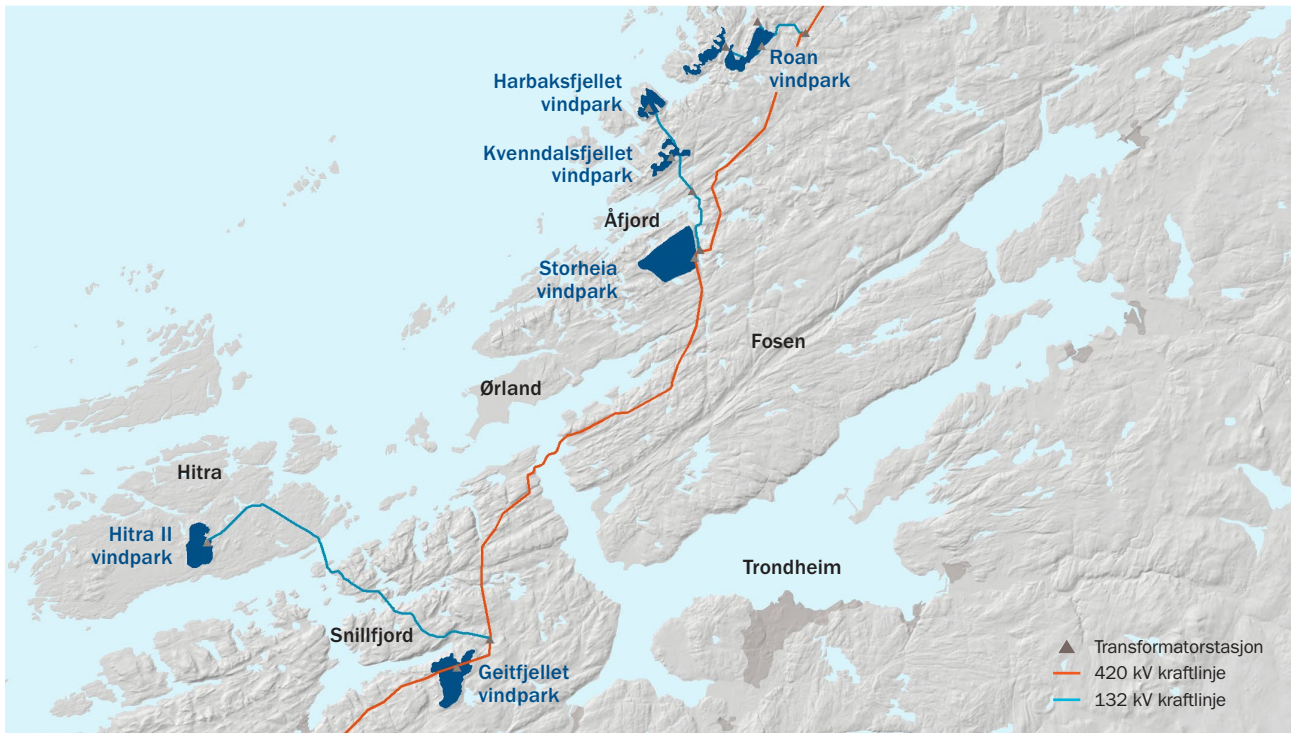 Roan
vindpark
Harbaksfjellet
vindpark
Kvenndalsfjellet
vindpark
Åfjord
Storheia
vindpark
Fosen
Ørland
Hitra
Hitra II
vindpark
Trondheim
Snillfjord
Geitfjellet
vindpark
Transformatorstasjon
420 kV kraftlinje
132 kV kraftlinje